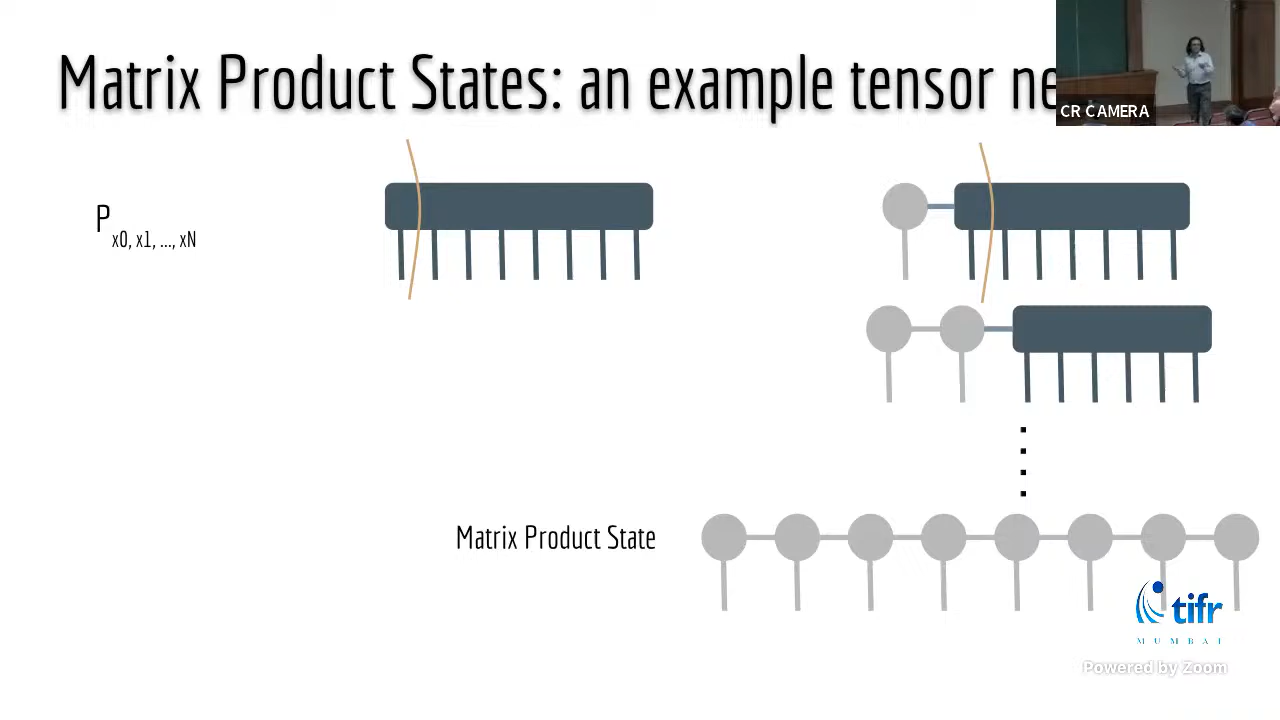 Matrix Product States: an example tensor ne
CR CAMERA
P x0, x1, ..., xN
Matrix Product State
tifr
MUMBAI
Powered by Zoom